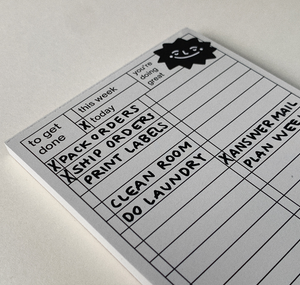 to get
done
this week
X today
you're
doing
great
X PACK ORDERS
X SHIP ORDERS
PRINT LABELS
CLEAN ROOM
DO LAUNDRY
X ANSWER MAIL
PLAN